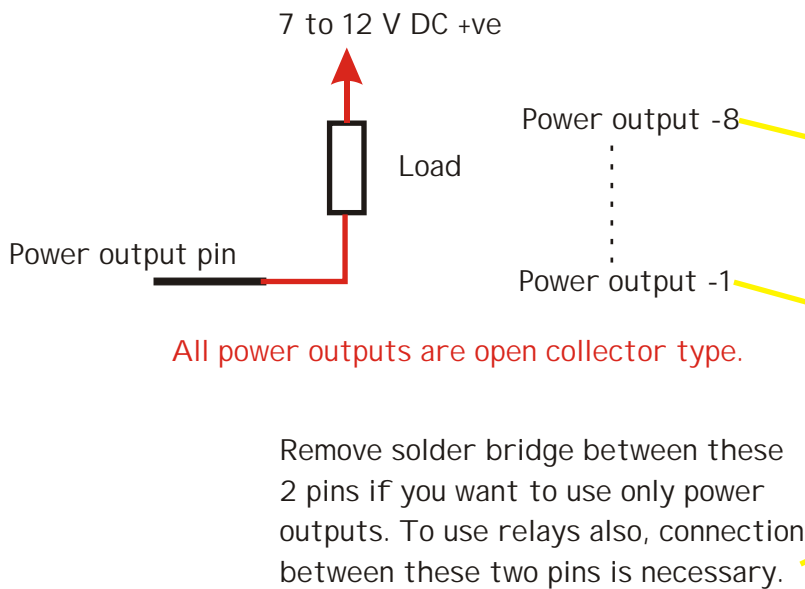 7 to 12 V DC +ve
Power output -8
Load
Power output pin
Power output -1
All power outputs are open collector type.
Remove solder bridge between these
2 pins if you want to use only power
outputs. To use relays also, connection
between these two pins is necessary.